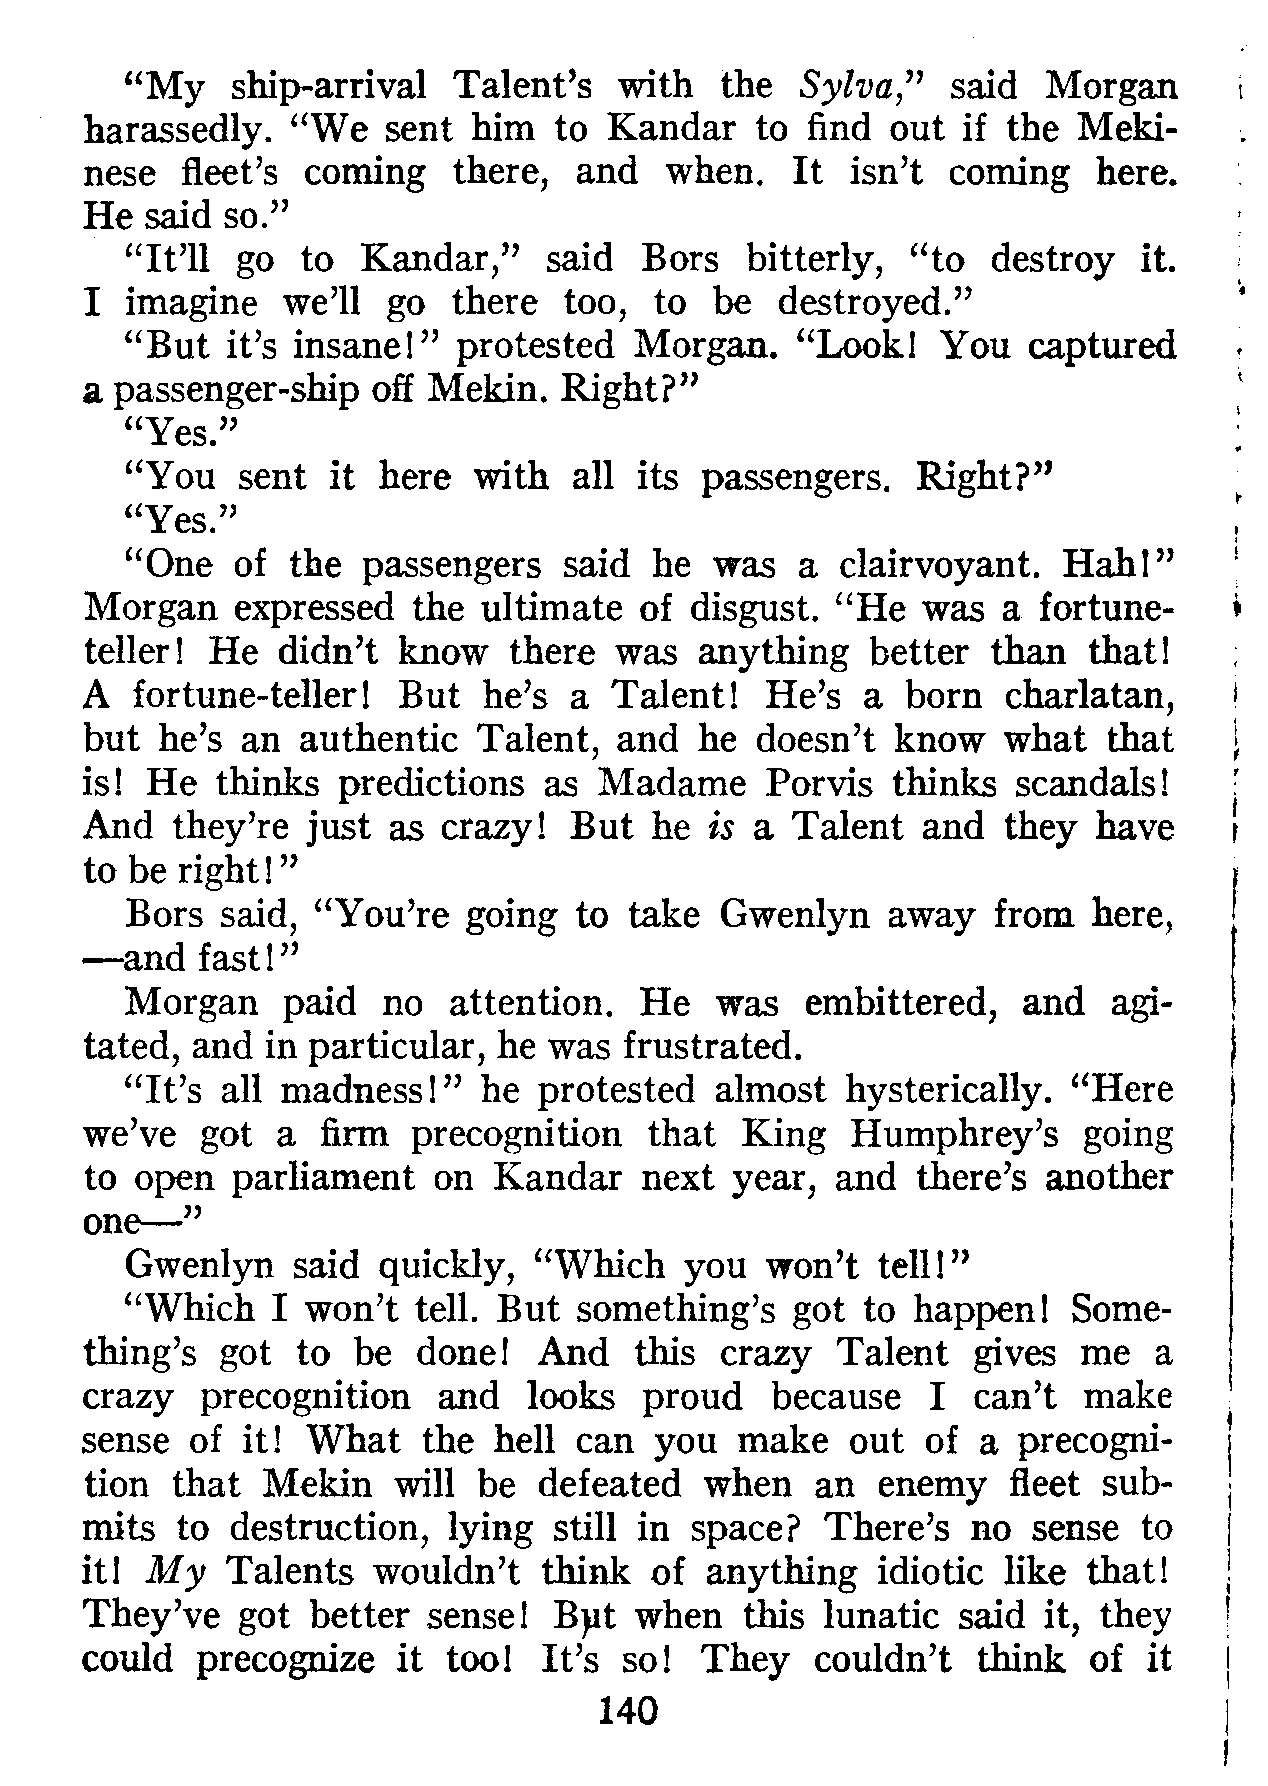 “My ship-arrival Talent’s with the Sylva,” said Morgan
harassedly. “We sent him to Kandar to find out if the Meki-
nese fleet’s coming there, and when. It isn’t coming here.
He said so.”
“It’ll go to Kandar,” said Bors bitterly, “to destroy it.
I imagine we’ll go there too, to be destroyed.”
“But it’s insane!” protested Morgan. “Look! You captured
a passenger-ship off Mekin. Right?”
“Yes.”
“You sent it here with all its passengers. Right?”
“Yes.”
“One of the passengers said he was a clairvoyant. Hah!”
Morgan expressed the ultimate of disgust. “He was a fortune-
teller! He didn’t know there was anything better than that!
A fortune-teller! But he’s a Talent! He’s a born charlatan,
but he’s an authentic Talent, and he doesn’t know what that
is! He thinks predictions as Madame Porvis thinks scandals!
And they’re just as crazy! But he is a Talent and they have
to be right!”
Bors said, “You’re going to take Gwenlyn away from here,
—and fast!”
Morgan paid no attention. He was embittered, and agi-
tated, and in particular, he was frustrated.
“It’s all madness!” he protested almost hysterically. “Here
we’ve got a firm precognition that King Humphrey’s going
to open parliament on Kandar next year, and there’s another
one—”
Gwenlyn said quickly, “Which you won’t tell!”
“Which I won’t tell. But something’s got to happen! Some-
thing’s got to be done! And this crazy Talent gives me a
crazy precognition and looks proud because I can’t make
sense of it! What the hell can you make out of a precogni-
tion that Mekin will be defeated when an enemy fleet sub-
mits to destruction, lying still in space? There’s no sense to
it! My Talents wouldn’t think of anything idiotic like that!
They’ve got better sense! But when this lunatic said it, they
could precognize it too! It’s so! They couldn’t think of it
140